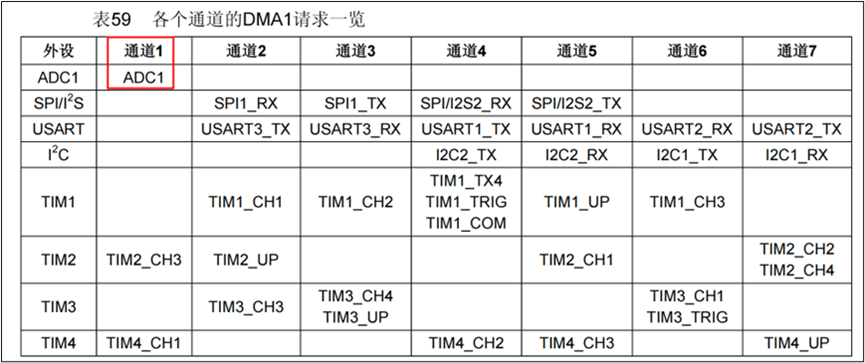 表59 各个通道的DMA1请求一览
外设 通道1 通道2 通道3 通道4 通道5 通道6 通道7
ADC1 ADC1
SPI/I²S SPI1_RX SPI1_TX SPI/I2S2_RX SPI/I2S2_TX
USART USART3_TX USART3_RX USART1_TX USART1_RX USART2_RX USART2_TX
I²C I2C2_TX I2C2_RX I2C1_TX I2C1_RX
TIM1 TIM1_CH1 TIM1_CH2 TIM1_TX4 TIM1_UP TIM1_CH3
TIM1_TRIG
TIM1_COM
TIM2 TIM2_CH3 TIM2_UP TIM2_CH1 TIM2_CH2
TIM2_CH4
TIM3 TIM3_CH3 TIM3_CH4 TIM3_CH1
TIM3_UP TIM3_TRIG
TIM4 TIM4_CH1 TIM4_CH2 TIM4_CH3 TIM4_UP